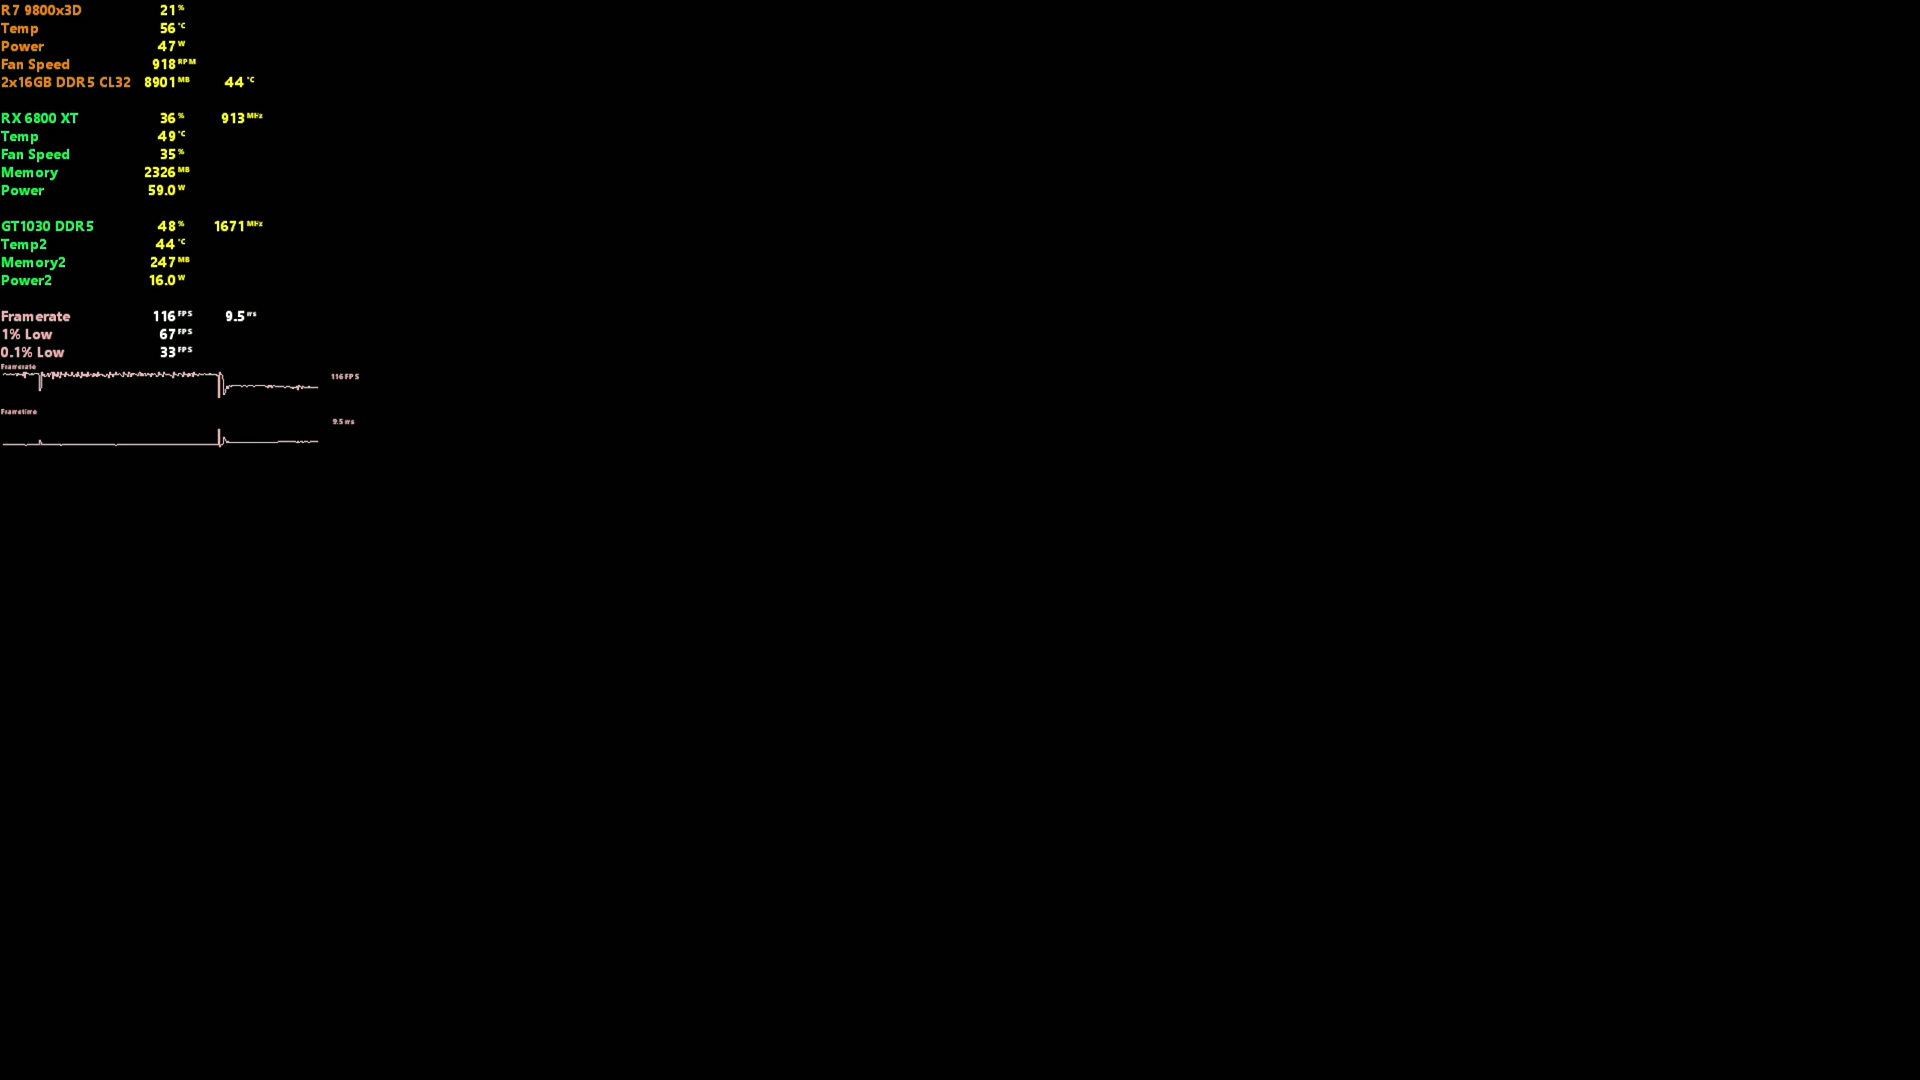 R7 9800x3D 21 %
Temp 56 °C
Power 47 W
Fan Speed 918 RPM
2x16GB DDR5 CL32 8901 MB 44 °C
RX 6800 XT 36 % 913 MHz
Temp 49 °C
Fan Speed 35 %
Memory 2326 MB
Power 59.0 W
GT1030 DDR5 48 % 1671 MHz
Temp2 44 °C
Memory2 247 MB
Power2 16.0 W
Framerate 116 FPS 9.5 ms
1% Low 67 FPS
0.1% Low 33 FPS
Framerate
116 FPS
Frametime
9.5 ms